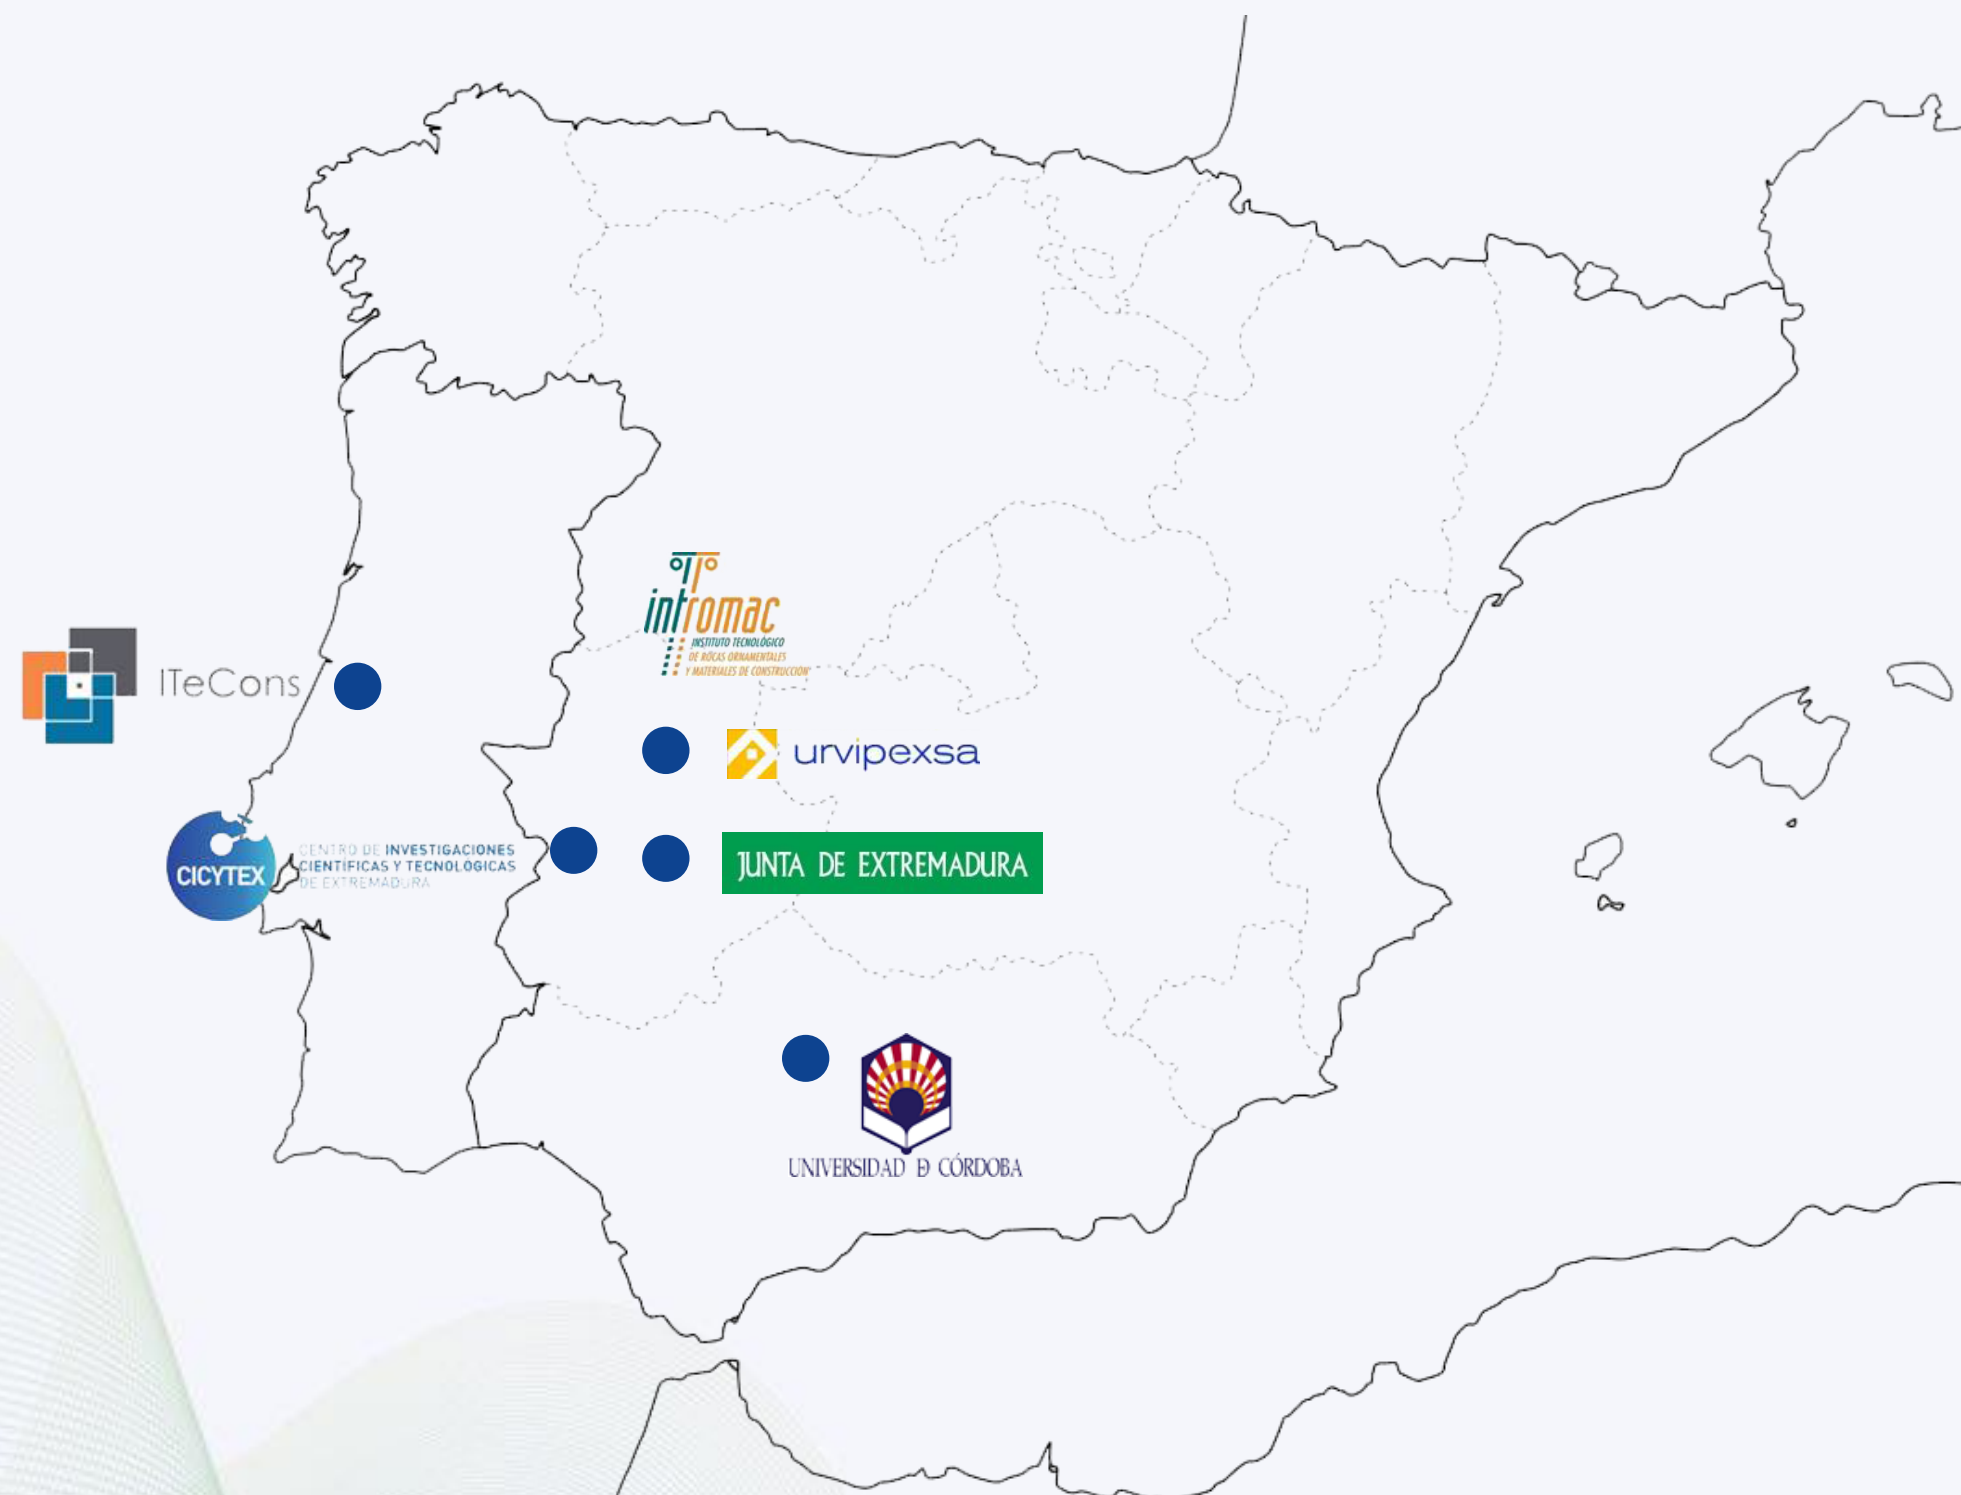 intromac
INSTITUTO TECNOLÓGICO
DE ROCAS ORNAMENTALES
Y MATERIALES DE CONSTRUCCIÓN
ITeCons
urvipexsa
CICYTEX
CENTRO DE INVESTIGACIONES
CIENTÍFICAS Y TECNOLÓGICAS
DE EXTREMADURA
JUNTA DE EXTREMADURA
UNIVERSIDAD D CÓRDOBA